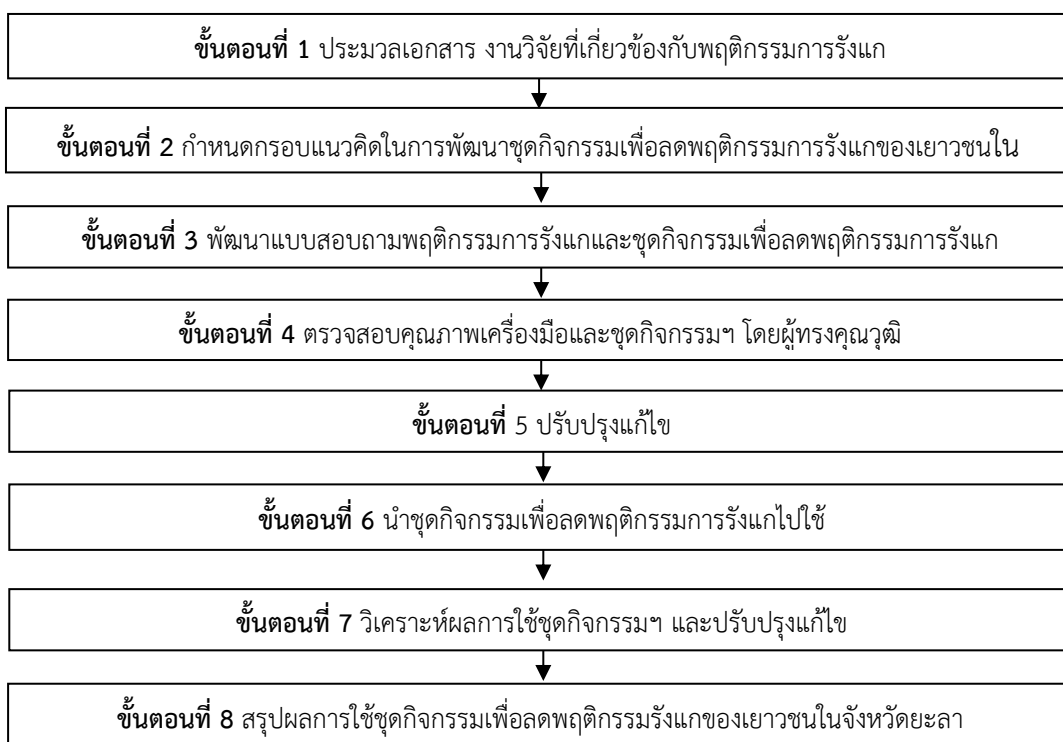 ขั้นตอนที่ 1 ประมวลเอกสาร งานวิจัยที่เกี่ยวข้องกับพฤติกรรมการรังแก
ขั้นตอนที่ 2 กำหนดกรอบแนวคิดในการพัฒนาชุดกิจกรรมเพื่อลดพฤติกรรมการรังแกของเยาวชนใน
ขั้นตอนที่ 3 พัฒนาแบบสอบถามพฤติกรรมการรังแกและชุดกิจกรรมเพื่อลดพฤติกรรมการรังแก
ขั้นตอนที่ 4 ตรวจสอบคุณภาพเครื่องมือและชุดกิจกรรมฯ โดยผู้ทรงคุณวุฒิ
ขั้นตอนที่ 5 ปรับปรุงแก้ไข
ขั้นตอนที่ 6 นำชุดกิจกรรมเพื่อลดพฤติกรรมการรังแกไปใช้
ขั้นตอนที่ 7 วิเคราะห์ผลการใช้ชุดกิจกรรมฯ และปรับปรุงแก้ไข
ขั้นตอนที่ 8 สรุปผลการใช้ชุดกิจกรรมเพื่อลดพฤติกรรมรังแกของเยาวชนในจังหวัดยะลา